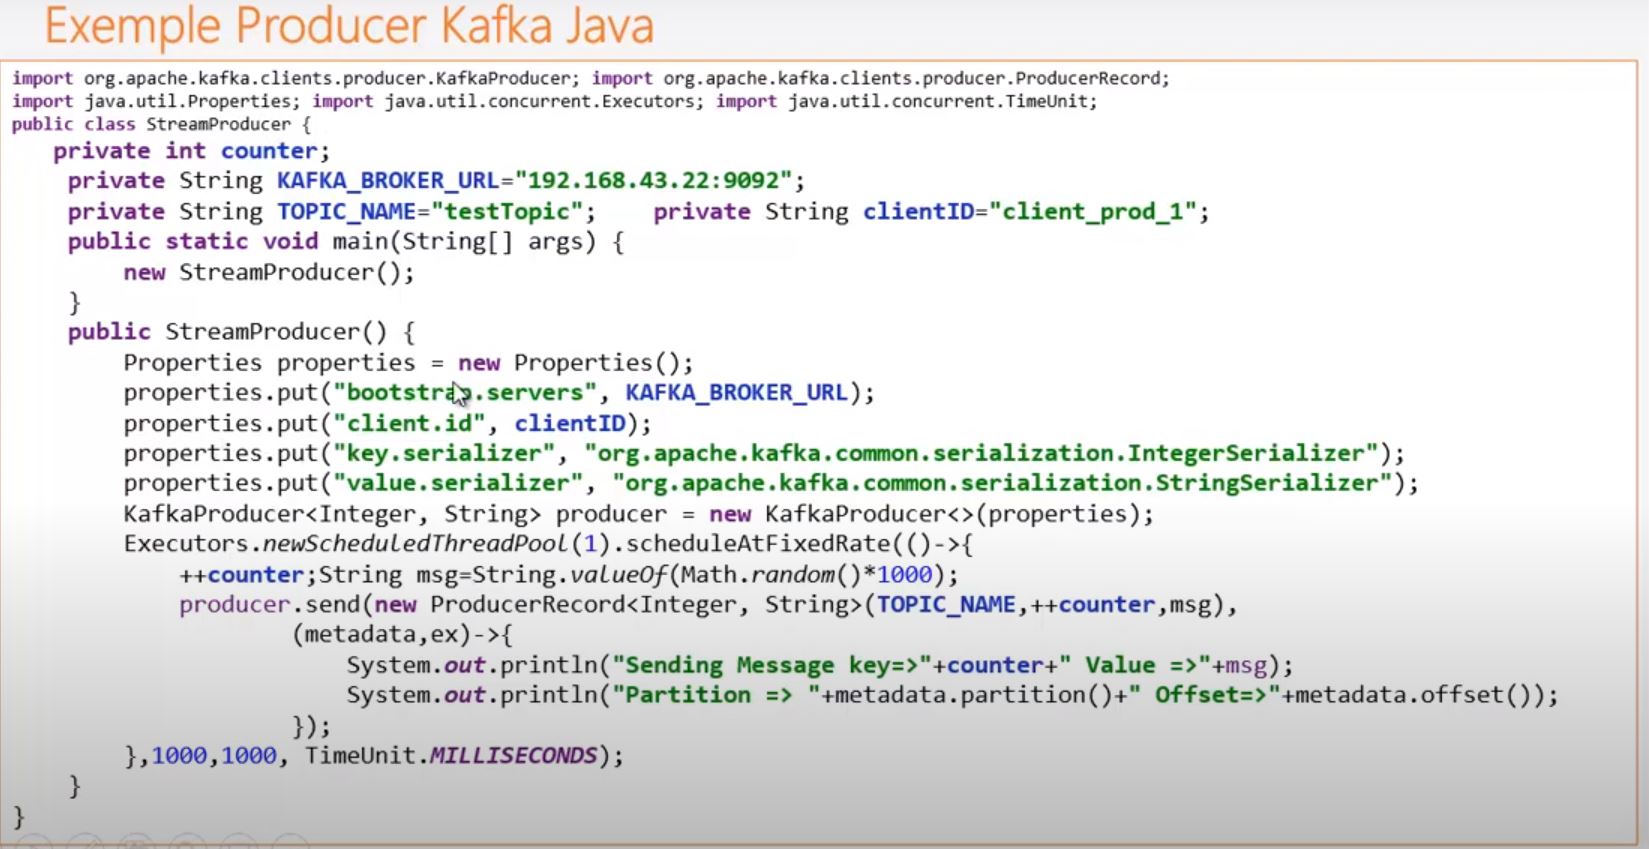 Exemple Producer Kafka Java
import org.apache.kafka.clients.producer.KafkaProducer; import org.apache.kafka.clients.producer.ProducerRecord;
import java.util.Properties; import java.util.concurrent.Executors; import java.util.concurrent.TimeUnit;
public class StreamProducer {
private int counter;
private String KAFKA_BROKER_URL="192.168.43.22:9092";
private String TOPIC_NAME="testTopic"; private String clientID="client_prod_1";
public static void main(String[] args) {
new StreamProducer();
}
public StreamProducer() {
Properties properties = new Properties();
properties.put("bootstrap.servers", KAFKA_BROKER_URL);
properties.put("client.id", clientID);
properties.put("key.serializer", "org.apache.kafka.common.serialization.IntegerSerializer");
properties.put("value.serializer", "org.apache.kafka.common.serialization.StringSerializer");
KafkaProducer<Integer, String> producer = new KafkaProducer<>(properties);
Executors.newScheduledThreadPool(1).scheduleAtFixedRate(()->{
++counter;String msg=String.valueOf(Math.random()*1000);
producer.send(new ProducerRecord<Integer, String>(TOPIC_NAME,++counter,msg),
(metadata,ex)->{
System.out.println("Sending Message key=>"+counter+" Value =>"+msg);
System.out.println("Partition => "+metadata.partition()+" Offset=>"+metadata.offset());
});
},1000,1000, TimeUnit.MILLISECONDS);
}
}